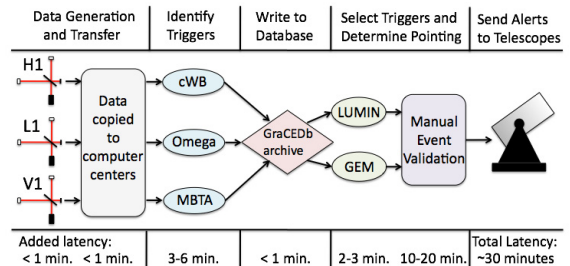 Data Generation
and Transfer
Identify
Triggers
Write to
Database
Select Triggers and
Determine Pointing
Send Alerts
to Telescopes
H1
L1
V1
Data
copied
to
computer
centers
cWB
Omega
MBTA
GraCEDb
archive
LUMIN
GEM
Manual
Event
Validation
Added latency:
< 1 min. < 1 min.
3-6 min.
< 1 min.
2-3 min. 10-20 min.
Total Latency:
~30 minutes